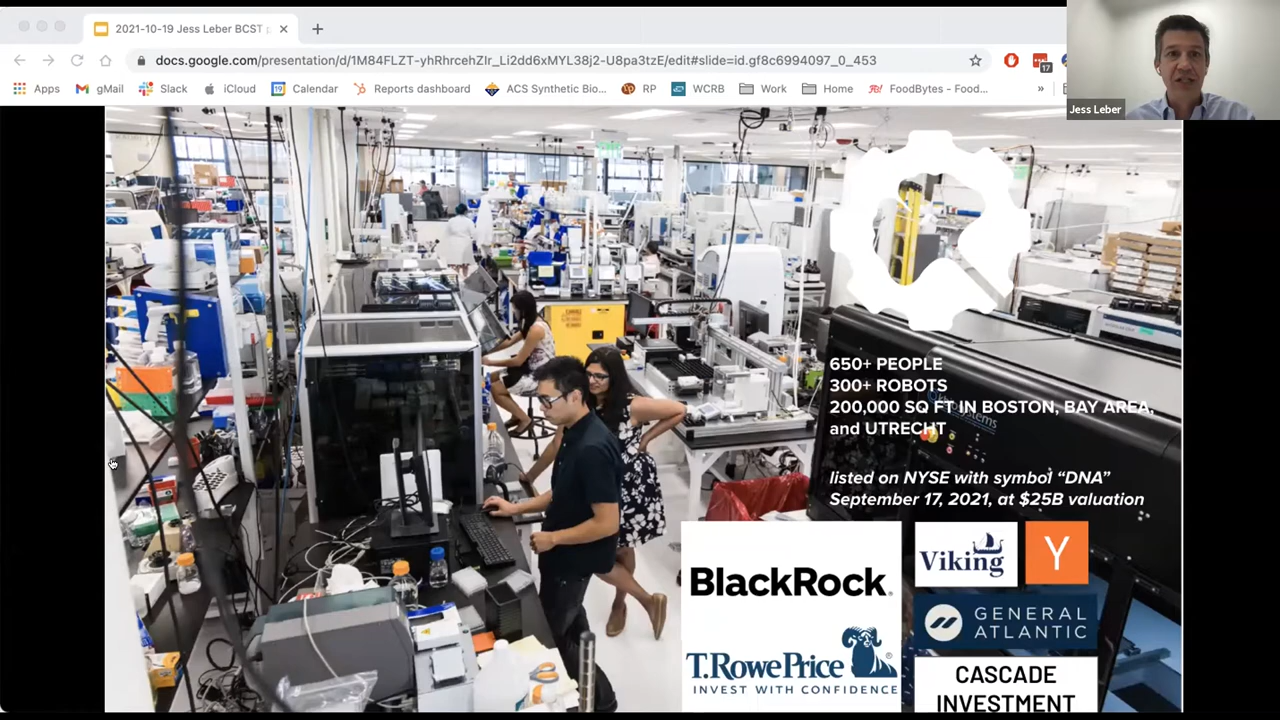 2021-10-19 Jess Leber BCST p
docs.google.com/presentation/d/1M84FLZT-yhRhrcehZIr_Li2dd6xMYL38j2-U8pa3tzE/edit#slide=id.gf8c6994097_0_453
17
Apps
gMail
Slack
iCloud
19 Calendar
Reports dashboard
ACS Synthetic Bio...
RP
WCRB
Work
Home
FoodBytes - Food...
»
Jess Leber
650+ PEOPLE
300+ ROBOTS
200,000 SQ FT IN BOSTON, BAY AREA,
and UTRECHT
listed on NYSE with symbol “DNA”
September 17, 2021, at $25B valuation
BlackRock.
Viking
Y
GENERAL
ATLANTIC
T.RowePrice ®
INVEST WITH CONFIDENCE
CASCADE
INVESTMENT